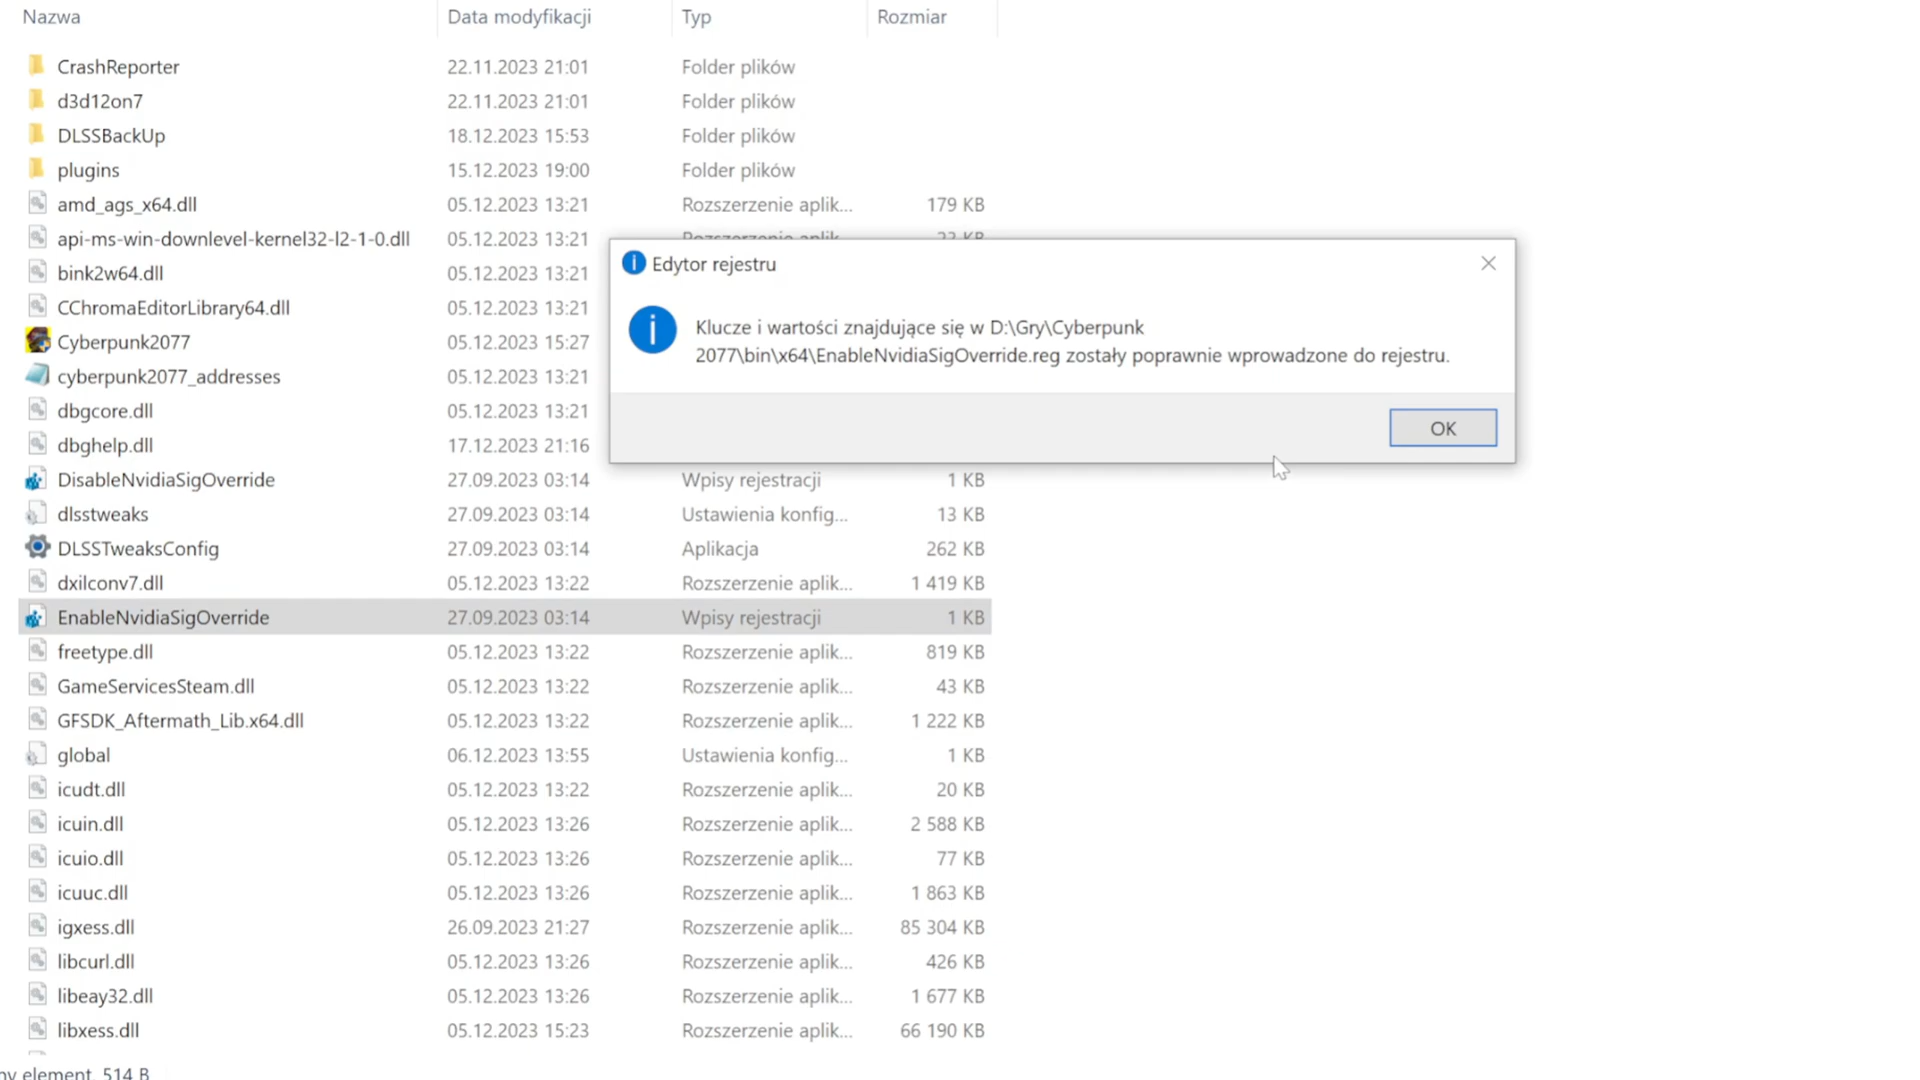 Nazwa Data modyfikacji Typ Rozmiar
CrashReporter 22.11.2023 21:01 Folder plików
d3d12on7 22.11.2023 21:01 Folder plików
DLSSBackUp 18.12.2023 15:53 Folder plików
plugins 15.12.2023 19:00 Folder plików
amd_ags_x64.dll 05.12.2023 13:21 Rozszerzenie aplik... 179 KB
api-ms-win-downlevel-kernel32-l2-1-0.dll 05.12.2023 13:21 Rozszerzenie aplik... 23 KB
bink2w64.dll 05.12.2023 13:21
CChromaEditorLibrary64.dll 05.12.2023 13:21
Cyberpunk2077 05.12.2023 15:27
cyberpunk2077_addresses 05.12.2023 13:21
dbgcore.dll 05.12.2023 13:21
dbghelp.dll 17.12.2023 21:16
DisableNvidiaSigOverride 27.09.2023 03:14 Wpisy rejestracji 1 KB
dlsstweaks 27.09.2023 03:14 Ustawienia konfig... 13 KB
DLSSTweaksConfig 27.09.2023 03:14 Aplikacja 262 KB
dxilconv7.dll 05.12.2023 13:22 Rozszerzenie aplik... 1 419 KB
EnableNvidiaSigOverride 27.09.2023 03:14 Wpisy rejestracji 1 KB
freetype.dll 05.12.2023 13:22 Rozszerzenie aplik... 819 KB
GameServicesSteam.dll 05.12.2023 13:22 Rozszerzenie aplik... 43 KB
GFSDK_Aftermath_Lib.x64.dll 05.12.2023 13:22 Rozszerzenie aplik... 1 222 KB
global 06.12.2023 13:55 Ustawienia konfig... 1 KB
icudt.dll 05.12.2023 13:22 Rozszerzenie aplik... 20 KB
icuin.dll 05.12.2023 13:26 Rozszerzenie aplik... 2 588 KB
icuio.dll 05.12.2023 13:26 Rozszerzenie aplik... 77 KB
icuuc.dll 05.12.2023 13:26 Rozszerzenie aplik... 1 863 KB
igxess.dll 26.09.2023 21:27 Rozszerzenie aplik... 85 304 KB
libcurl.dll 05.12.2023 13:26 Rozszerzenie aplik... 426 KB
libeay32.dll 05.12.2023 13:26 Rozszerzenie aplik... 1 677 KB
libxess.dll 05.12.2023 15:23 Rozszerzenie aplik... 66 190 KB
element, 514 B
Edytor rejestru
Klucze i wartości znajdujące się w D:\Gry\Cyberpunk
2077\bin\x64\EnableNvidiaSigOverride.reg zostały poprawnie wprowadzone do rejestru.
OK